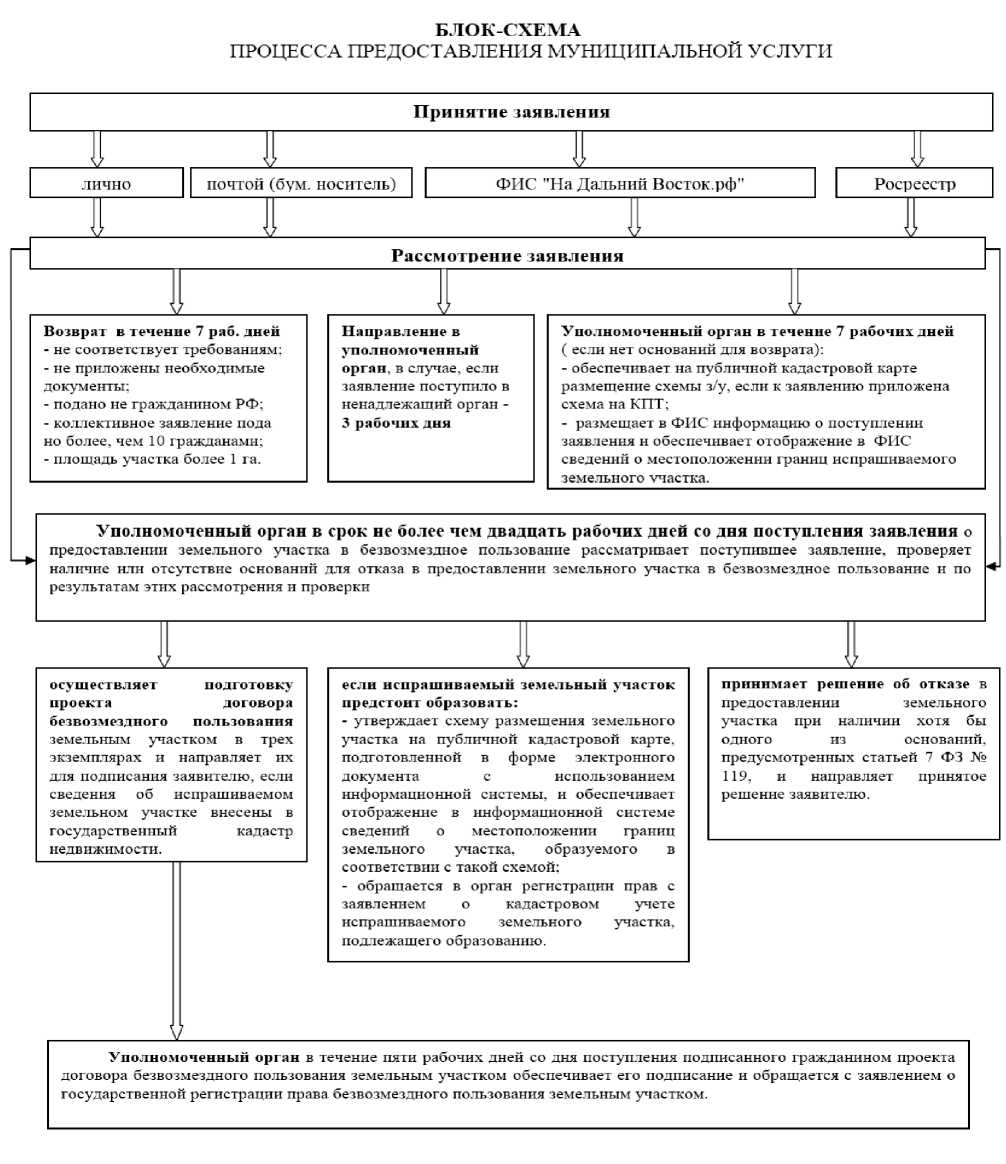 БЛОК-СХЕМА
ПРОЦЕССА ПРЕДОСТАВЛЕНИЯ МУНИЦИПАЛЬНОЙ УСЛУГИ
Принятие заявления
лично
почтой (бум. носитель)
ФИС "На Дальний Восток.рф"
Росреестр
Рассмотрение заявления
Возврат в течение 7 раб. дней
- не соответствует требованиям;
- не приложены необходимые
документы;
- подано не гражданином РФ;
- коллективное заявление пода
но более, чем 10 гражданами;
- площадь участка более 1 га.
Направление в
уполномоченный
орган, в случае, если
заявление поступило в
ненадлежащий орган -
3 рабочих дня
Уполномоченный орган в течение 7 рабочих дней
( если нет оснований для возврата):
- обеспечивает на публичной кадастровой карте
размещение схемы з/у, если к заявлению приложена
схема на КПТ;
- размещает в ФИС информацию о поступлении
заявления и обеспечивает отображение в ФИС
сведений о местоположении границ испрашиваемого
земельного участка.
Уполномоченный орган в срок не более чем двадцать рабочих дней со дня поступления заявления о
предоставлении земельного участка в безвозмездное пользование рассматривает поступившее заявление, проверяет
наличие или отсутствие оснований для отказа в предоставлении земельного участка в безвозмездное пользование и по
результатам этих рассмотрения и проверки
осуществляет подготовку
проекта договора
безвозмездного пользования
земельным участком в трех
экземплярах и направляет их
для подписания заявителю, если
сведения об испрашиваемом
земельном участке внесены в
государственный кадастр
недвижимости.
если испрашиваемый земельный участок
предстоит образовать:
- утверждает схему размещения земельного
участка на публичной кадастровой карте,
подготовленной в форме электронного
документа с использованием
информационной системы, и обеспечивает
отображение в информационной системе
сведений о местоположении границ
земельного участка, образуемого в
соответствии с такой схемой;
- обращается в орган регистрации прав с
заявлением о кадастровом учете
испрашиваемого земельного участка,
подлежащего образованию.
принимает решение об отказе в
предоставлении земельного
участка при наличии хотя бы
одного из оснований,
предусмотренных статьей 7 ФЗ №
119, и направляет принятое
решение заявителю.
Уполномоченный орган в течение пяти рабочих дней со дня поступления подписанного гражданином проекта
договора безвозмездного пользования земельным участком обеспечивает его подписание и обращается с заявлением о
государственной регистрации права безвозмездного пользования земельным участком.